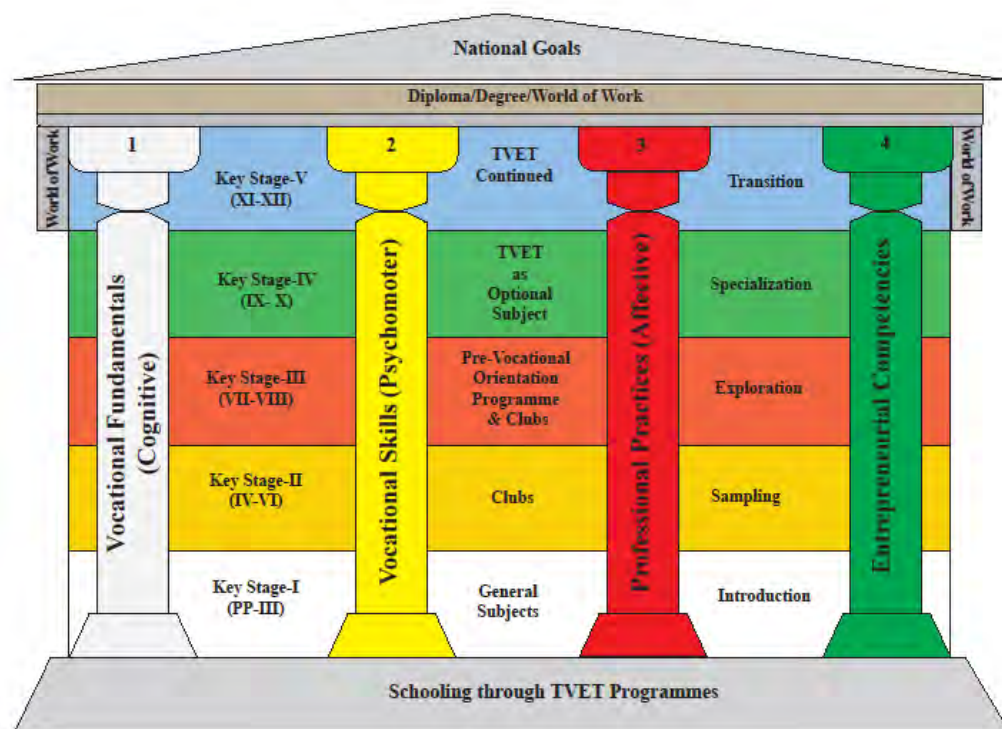 National Goals
Diploma/Degree/World of Work
World of Work
1
2
3
4
World of Work
Key Stage-V
(XI-XII)
TVET
Continued
Transition
Key Stage-IV
(IX- X)
TVET
as
Optional
Subject
Specialization
Key Stage-III
(VII-VIII)
Pre-Vocational
Orientation
Programme
& Clubs
Exploration
Key Stage-II
(IV-VI)
Clubs
Sampling
Key Stage-I
(PP-III)
General
Subjects
Introduction
Vocational Fundamentals
(Cognitive)
Vocational Skills (Psychomoter)
Professional Practices (Affective)
Entrepreneurial Competencies
Schooling through TVET Programmes